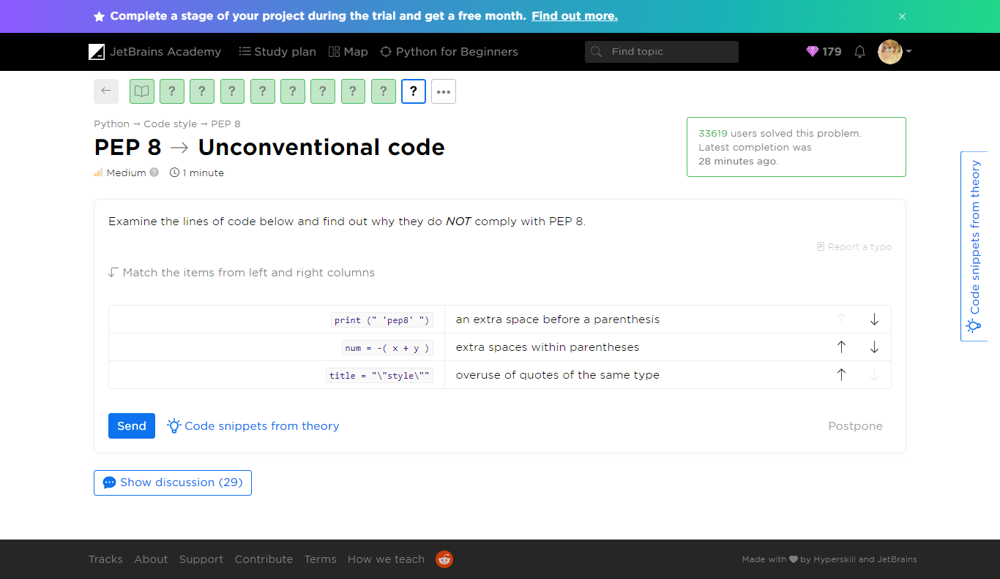 Complete a stage of your project during the trial and get a free month. Find out more. ×
JetBrains Academy Study plan Map Python for Beginners Find topic 179
? ? ? ? ? ? ? ? ? •••
Python → Code style → PEP 8
PEP 8 → Unconventional code
Medium ? 1 minute
33619 users solved this problem.
Latest completion was
28 minutes ago.
Code snippets from theory
Examine the lines of code below and find out why they do NOT comply with PEP 8.
Report a typo
Match the items from left and right columns
print (" 'pep8' ") an extra space before a parenthesis
num = -( x + y ) extra spaces within parentheses
title = "\"style\"" overuse of quotes of the same type
Send Code snippets from theory Postpone
Show discussion (29)
Tracks About Support Contribute Terms How we teach Made with ♥ by Hyperskill and JetBrains